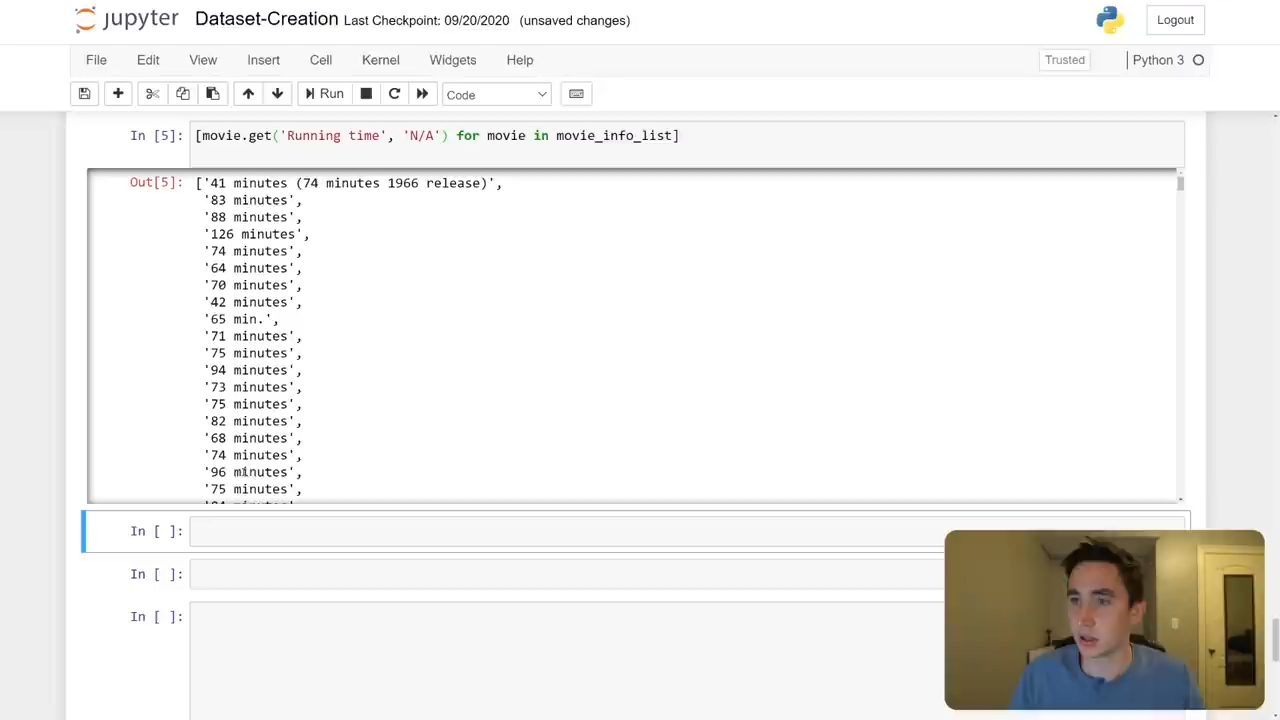 jupyter Dataset-Creation Last Checkpoint: 09/20/2020 (unsaved changes) Logout
File Edit View Insert Cell Kernel Widgets Help Trusted Python 3
Run Code
In [5]: [movie.get('Running time', 'N/A') for movie in movie_info_list]
Out[5]: ['41 minutes (74 minutes 1966 release)',
'83 minutes',
'88 minutes',
'126 minutes',
'74 minutes',
'64 minutes',
'70 minutes',
'42 minutes',
'65 min.',
'71 minutes',
'75 minutes',
'94 minutes',
'73 minutes',
'75 minutes',
'82 minutes',
'68 minutes',
'74 minutes',
'96 minutes',
'75 minutes',
In [ ]:
In [ ]:
In [ ]: